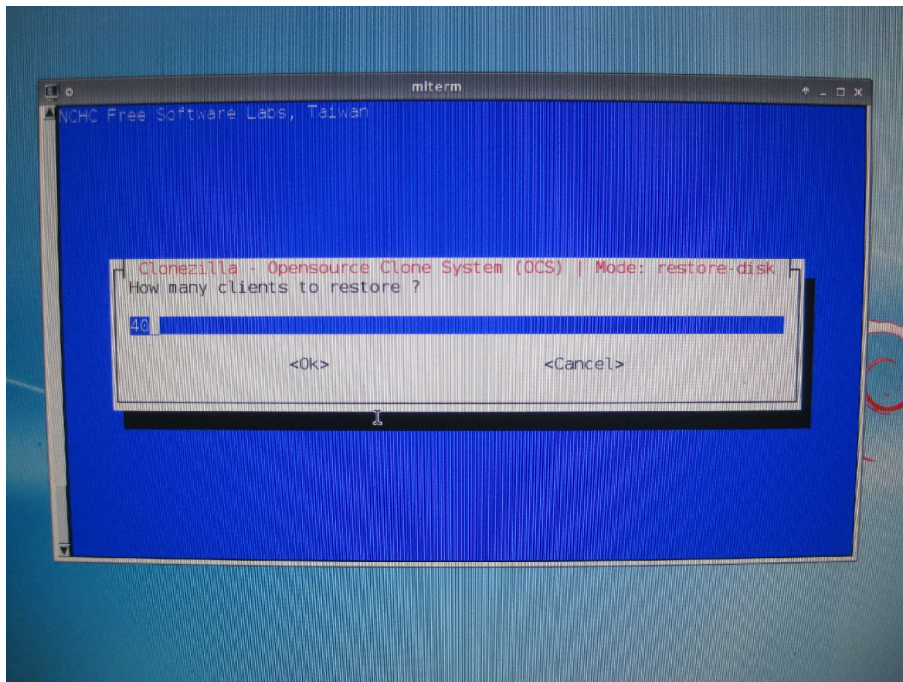 mlterm
NCHC Free Software Labs, Taiwan
Clonezilla - Opensource Clone System (OCS) | Mode: restore-disk
How many clients to restore ?
40
<Ok> <Cancel>